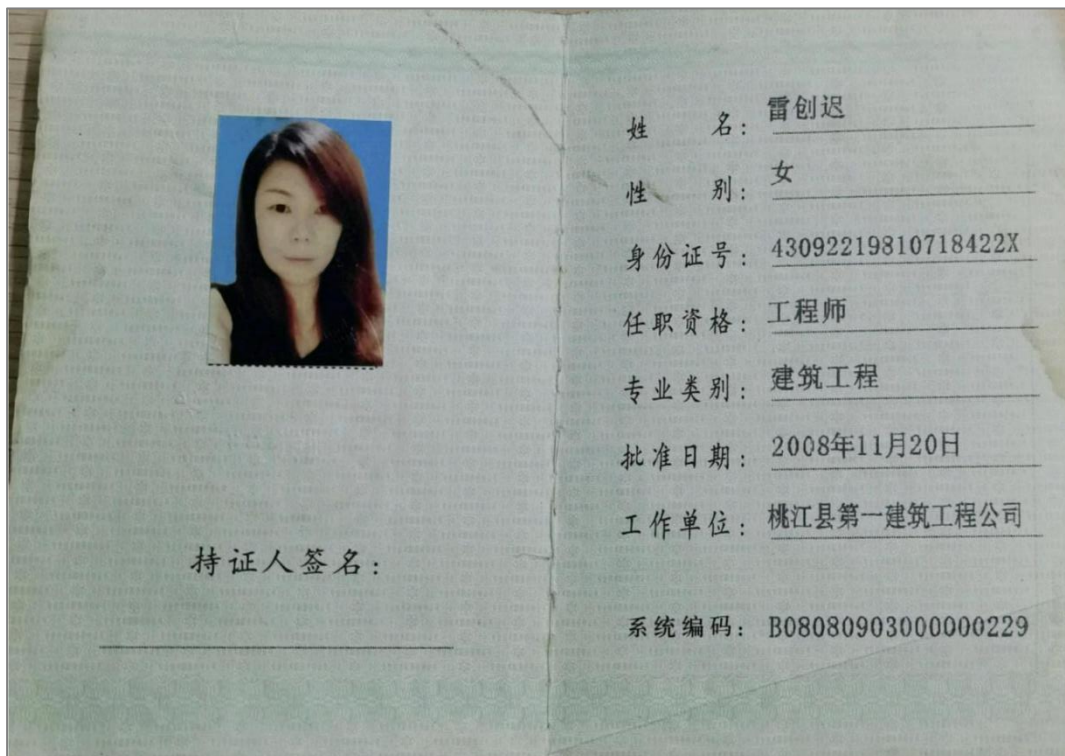 姓名：雷创迟
性别：女
身份证号：43092219810718422X
任职资格：工程师
专业类别：建筑工程
批准日期：2008年11月20日
工作单位：桃江县第一建筑工程公司
系统编码：B08080903000000229
持证人签名：